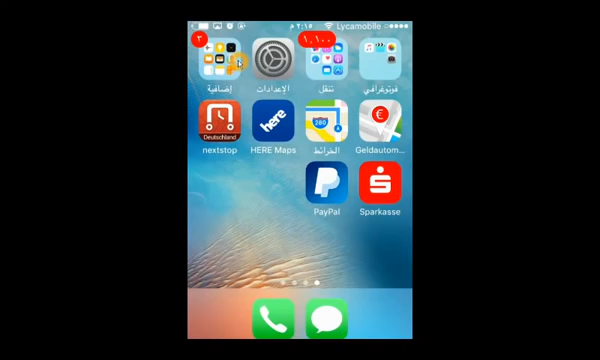 Lycamobile ٢:١٥ م
٣
١,١٠٠
فوتوغرافي تنقل الإعدادات إضافية
Deutschland here 280 €
nextstop HERE Maps الخرائط Geldautom...
PayPal Sparkasse